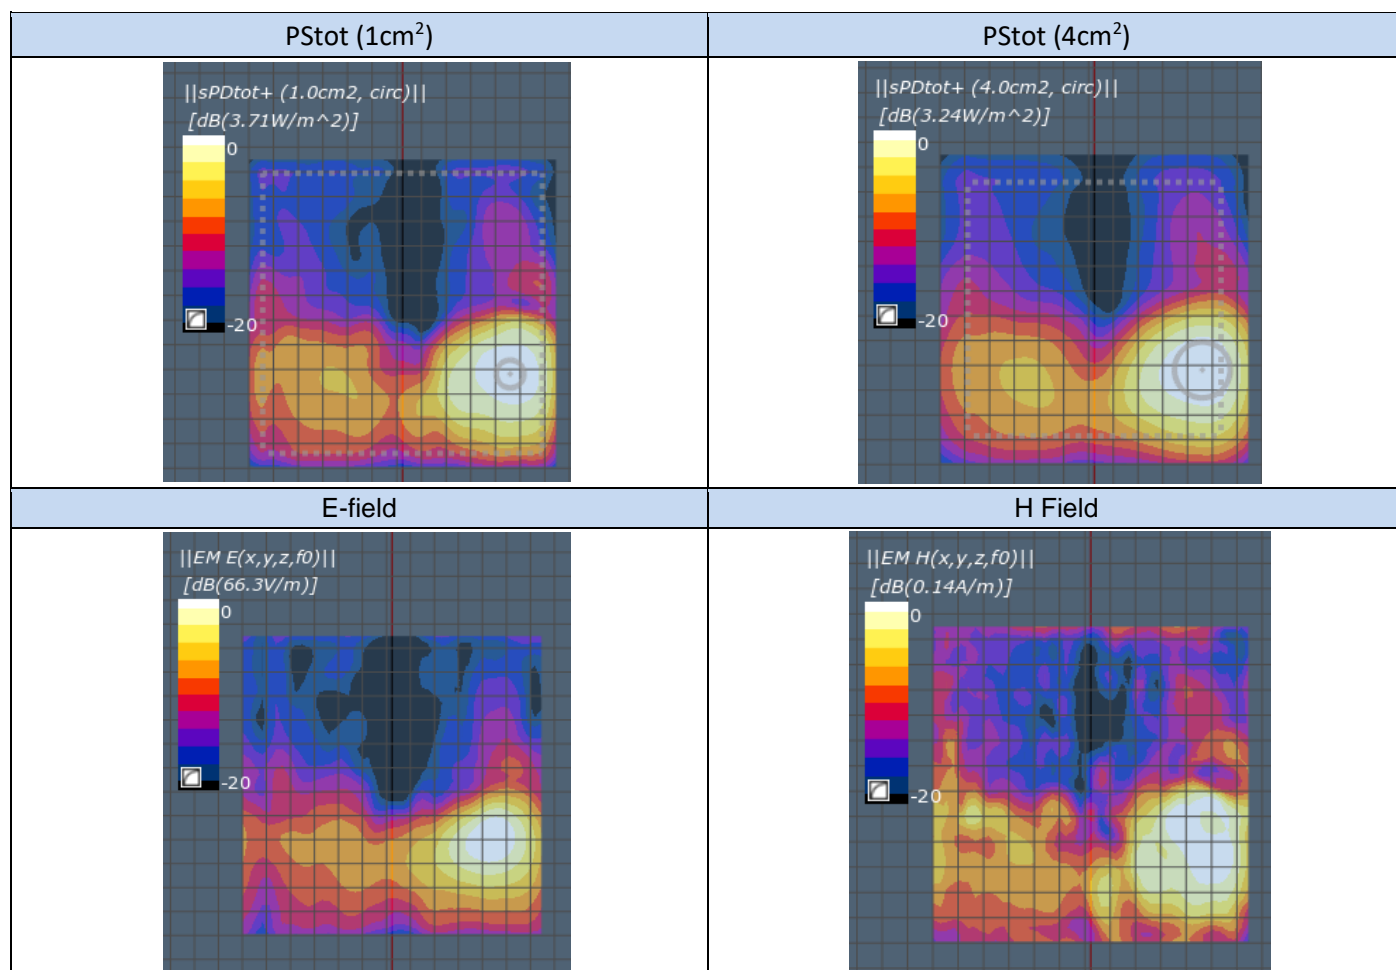 PStot (1cm²)
PStot (4cm²)
||sPDtot+ (1.0cm2, circ)||
[dB(3.71W/m^2)]
0
-20
||sPDtot+ (4.0cm2, circ)||
[dB(3.24W/m^2)]
0
-20
E-field
H Field
||EM E(x,y,z,f0)||
[dB(66.3V/m)]
0
-20
||EM H(x,y,z,f0)||
[dB(0.14A/m)]
0
-20